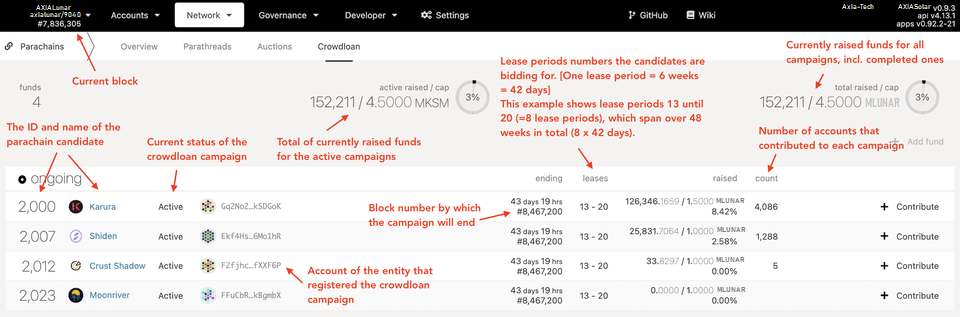 AXIALunar
axialunar/9040
#7,836,305
Accounts
Network
Governance
Developer
Settings
GitHub
Wiki
Axia-Tech
AXIASolar v0.9.3
api v4.13.1
apps v0.92.2-21
Parachains
Overview
Parathreads
Auctions
Crowdloan
Current block
Lease periods numbers the candidates are
bidding for. [One lease period = 6 weeks
= 42 days]
This example shows lease periods 13 until
20 (=8 lease periods), which span over 48
weeks in total (8 x 42 days).
Currently raised funds for all
campaigns, incl. completed ones
funds
4
active raised / cap
152,211 / 4.5000 MKSM
3%
total raised / cap
152,211 / 4.5000 MLUNAR
3%
The ID and name of the
parachain candidate
Current status of the
crowdloan campaign
Total of currently raised funds
for the active campaigns
Number of accounts that
contributed to each campaign
+ Add fund
ongoing
ending
leases
raised
count
2,000
Karura
Active
Gq2No2…kSDGoK
Block number by which
the campaign will end
43 days 19 hrs
#8,467,200
13 - 20
126,346.1659 / 1.5000 MLUNAR
8.42%
4,086
+ Contribute
2,007
Shiden
Active
Ekf4Hs…6Mo1hR
43 days 19 hrs
#8,467,200
13 - 20
25,831.7064 / 1.5000 MLUNAR
2.58%
1,288
+ Contribute
2,012
Crust Shadow
Active
F2fjhc…fXXF6P
Account of the entity that
registered the crowdloan
campaign
43 days 19 hrs
#8,467,200
13 - 20
33.8297 / 1.5000 MLUNAR
0.00%
5
+ Contribute
2,023
Moonriver
Active
FFuCbR…kBgmbX
43 days 19 hrs
#8,467,200
13 - 20
0.0000 / 1.5000 MLUNAR
0.00%
+ Contribute